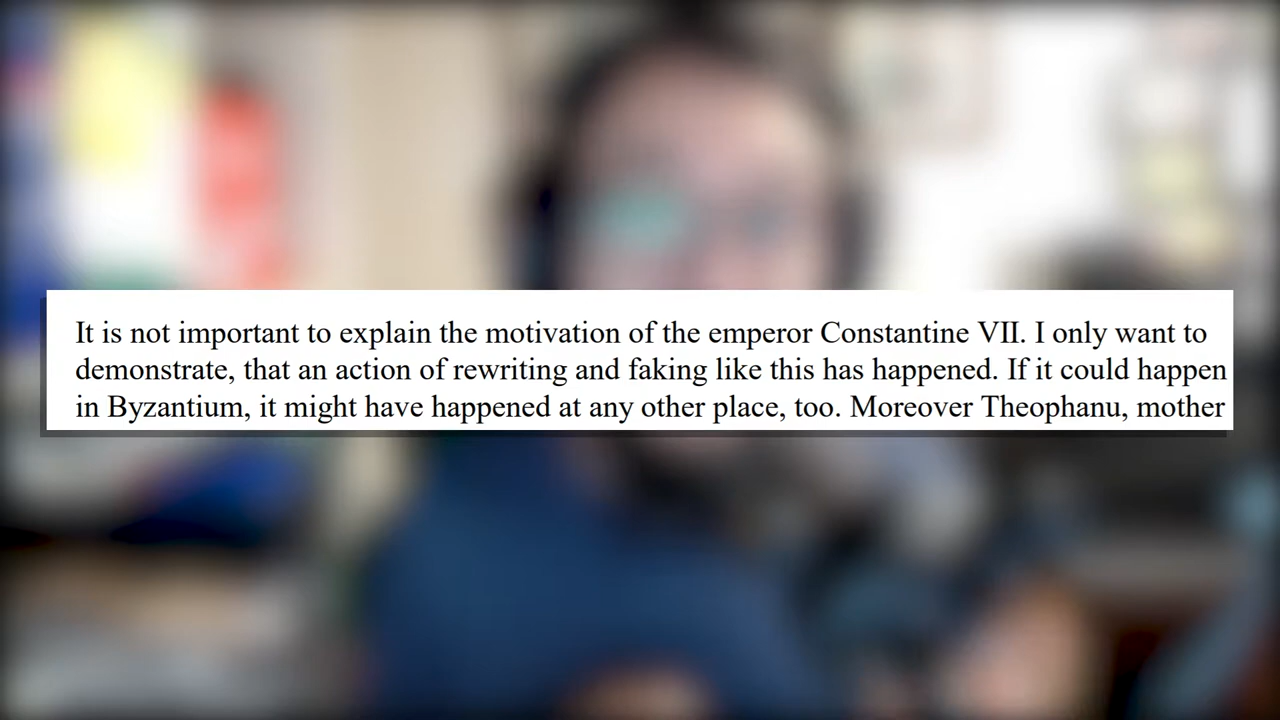 It is not important to explain the motivation of the emperor Constantine VII. I only want to
demonstrate, that an action of rewriting and faking like this has happened. If it could happen
in Byzantium, it might have happened at any other place, too. Moreover Theophanu, mother